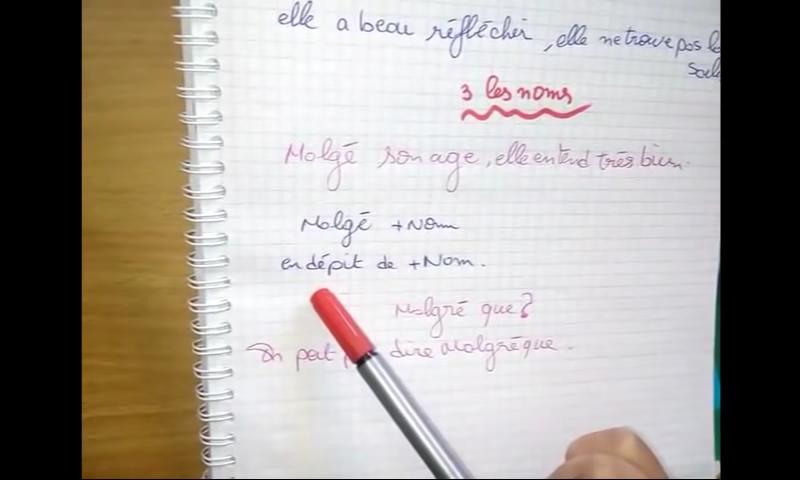 elle a beau réfléchir, elle ne trouve pas
3 les noms
Malgé son age, elle entend très bien.
Malgé + Nom
en dépit de + Nom.
Malgré que?
On peut dire malgré que.